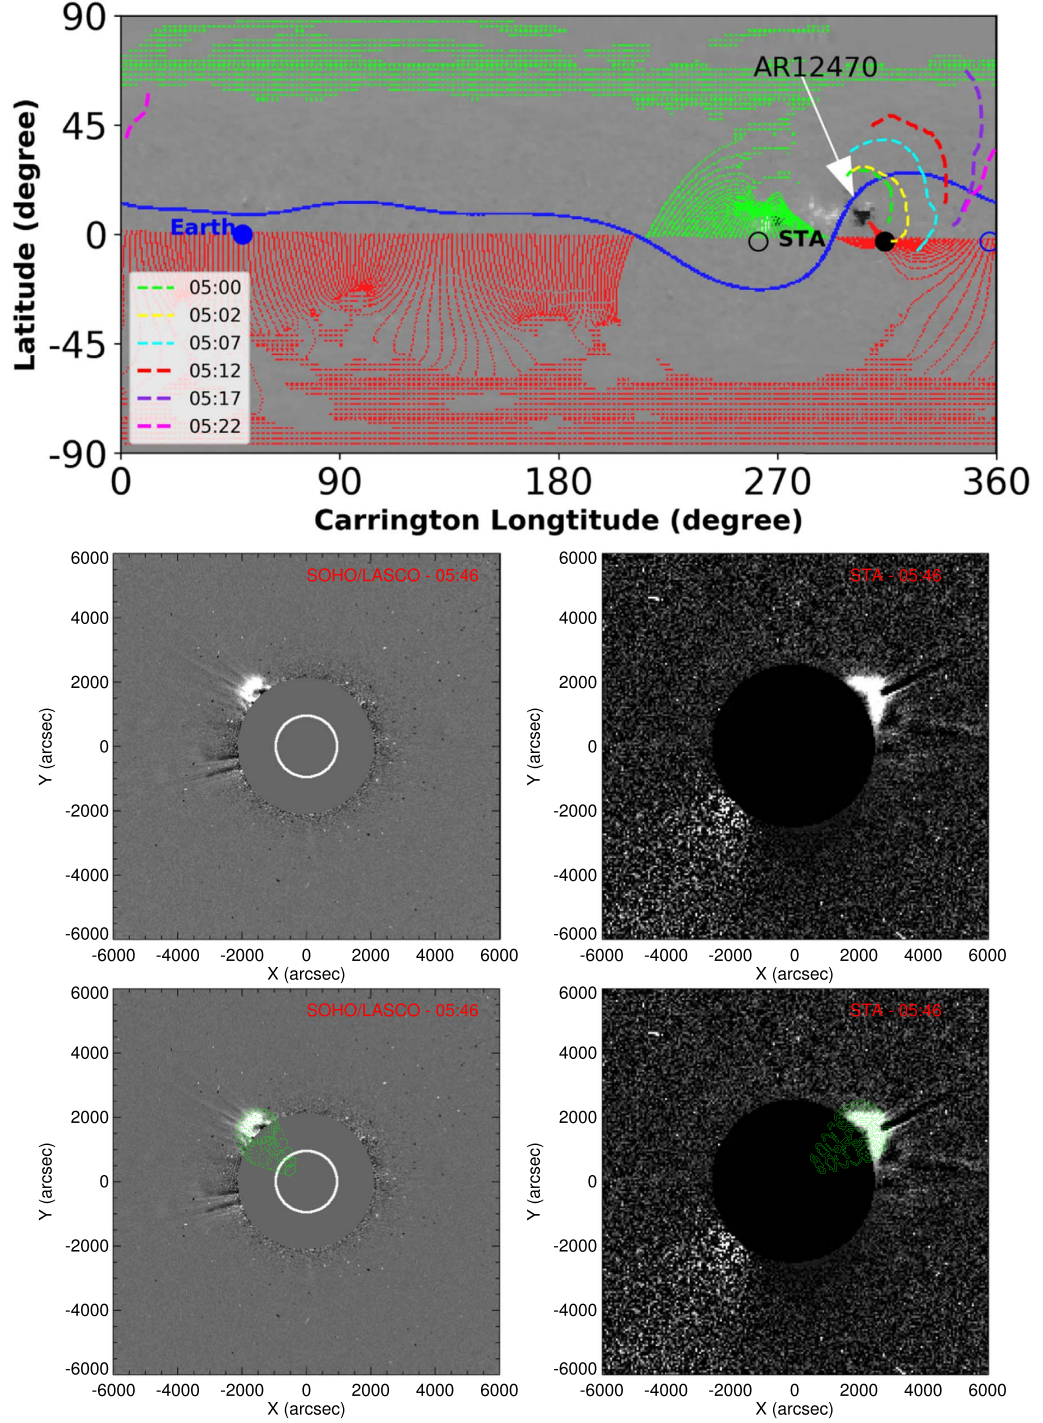 90
45
0
-45
-90
Latitude (degree)
AR12470
Earth
STA
05:00
05:02
05:07
05:12
05:17
05:22
0 90 180 270 360
Carrington Longtitude (degree)
SOHO/LASCO - 05:46
6000
4000
2000
0
-2000
-4000
-6000
Y (arcsec)
-6000 -4000 -2000 0 2000 4000 6000
X (arcsec)
STA - 05:46
6000
4000
2000
0
-2000
-4000
-6000
Y (arcsec)
-6000 -4000 -2000 0 2000 4000 6000
X (arcsec)
SOHO/LASCO - 05:46
6000
4000
2000
0
-2000
-4000
-6000
Y (arcsec)
-6000 -4000 -2000 0 2000 4000 6000
X (arcsec)
STA - 05:46
6000
4000
2000
0
-2000
-4000
-6000
Y (arcsec)
-6000 -4000 -2000 0 2000 4000 6000
X (arcsec)